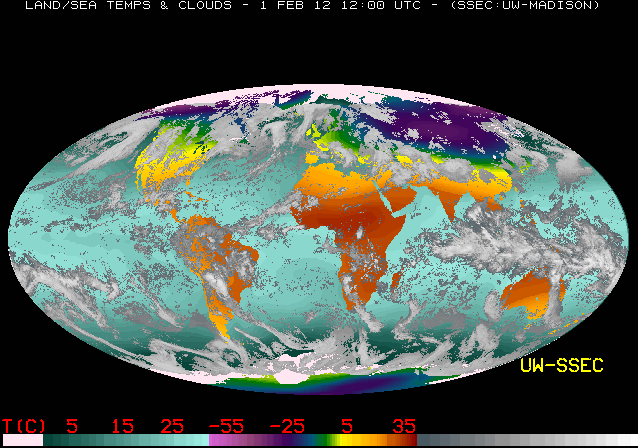 LAND/SEA TEMPS & CLOUDS - 1 FEB 12 12:00 UTC - (SSEC:UW-MADISON)
UW-SSEC
T(C) 5 15 25 -55 -25 5 35